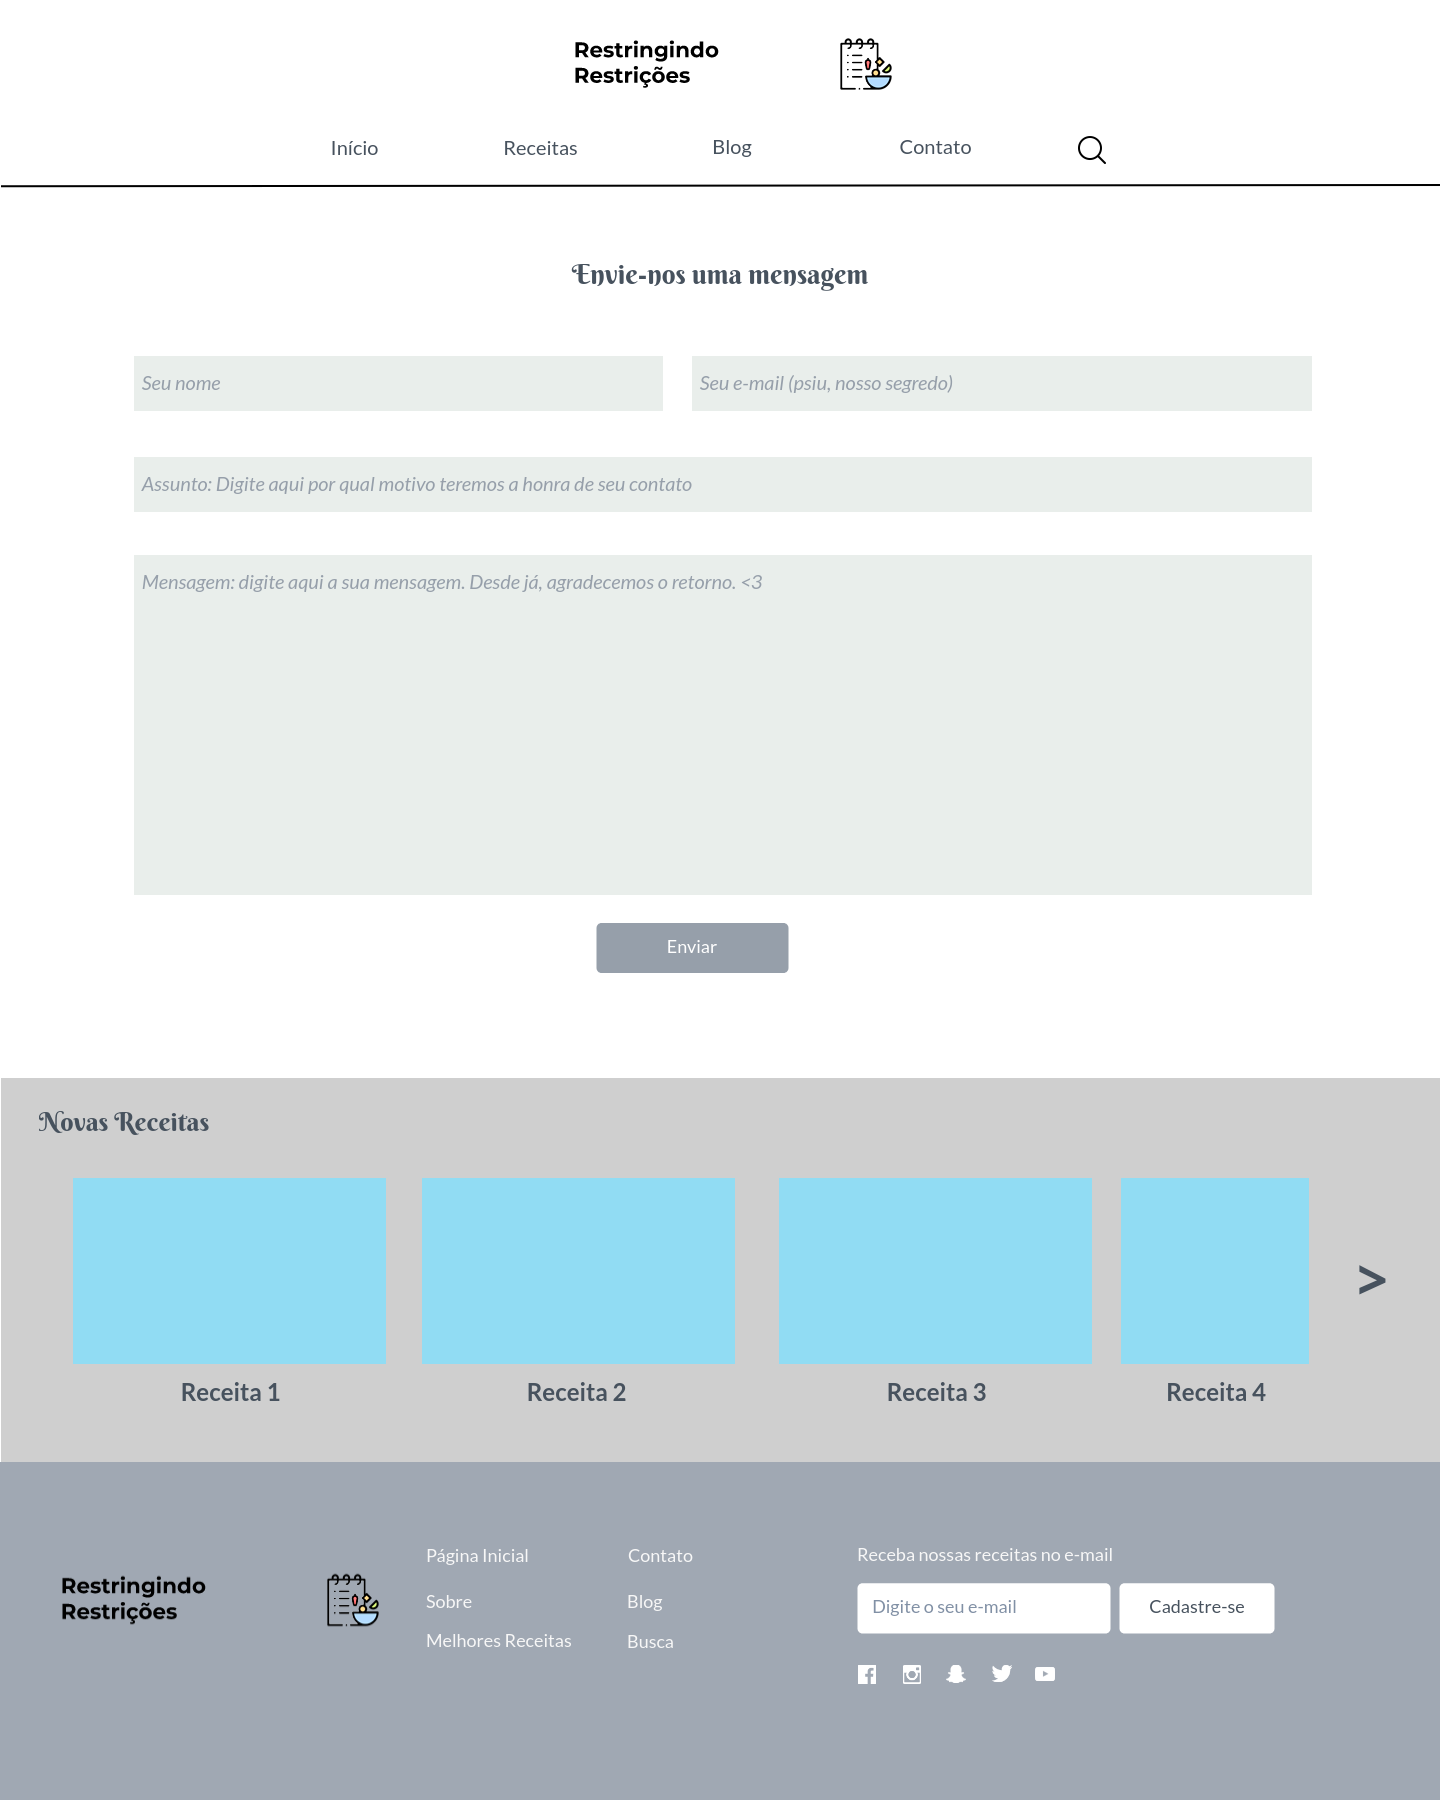 Restringindo
Restrições
Início Receitas Blog Contato
Envie-nos uma mensagem
Seu nome
Seu e-mail (psiu, nosso segredo)
Assunto: Digite aqui por qual motivo teremos a honra de seu contato
Mensagem: digite aqui a sua mensagem. Desde já, agradecemos o retorno. <3
Enviar
Novas Receitas
>
Receita 1 Receita 2 Receita 3 Receita 4
Restringindo
Restrições
Página Inicial
Sobre
Melhores Receitas
Contato
Blog
Busca
Receba nossas receitas no e-mail
Digite o seu e-mail
Cadastre-se